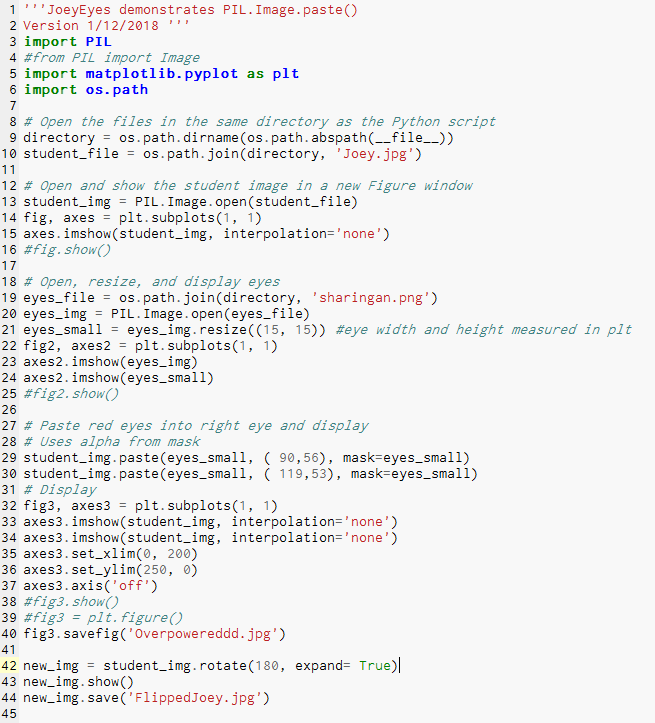 1 '''JoeyEyes demonstrates PIL.Image.paste()
2 Version 1/12/2018 '''
3 import PIL
4 #from PIL import Image
5 import matplotlib.pyplot as plt
6 import os.path
7
8 # Open the files in the same directory as the Python script
9 directory = os.path.dirname(os.path.abspath(__file__))
10 student_file = os.path.join(directory, 'Joey.jpg')
11
12 # Open and show the student image in a new Figure window
13 student_img = PIL.Image.open(student_file)
14 fig, axes = plt.subplots(1, 1)
15 axes.imshow(student_img, interpolation='none')
16 #fig.show()
17
18 # Open, resize, and display eyes
19 eyes_file = os.path.join(directory, 'sharingan.png')
20 eyes_img = PIL.Image.open(eyes_file)
21 eyes_small = eyes_img.resize((15, 15)) #eye width and height measured in plt
22 fig2, axes2 = plt.subplots(1, 1)
23 axes2.imshow(eyes_img)
24 axes2.imshow(eyes_small)
25 #fig2.show()
26
27 # Paste red eyes into right eye and display
28 # Uses alpha from mask
29 student_img.paste(eyes_small, ( 90,56), mask=eyes_small)
30 student_img.paste(eyes_small, ( 119,53), mask=eyes_small)
31 # Display
32 fig3, axes3 = plt.subplots(1, 1)
33 axes3.imshow(student_img, interpolation='none')
34 axes3.imshow(student_img, interpolation='none')
35 axes3.set_xlim(0, 200)
36 axes3.set_ylim(250, 0)
37 axes3.axis('off')
38 #fig3.show()
39 #fig3 = plt.figure()
40 fig3.savefig('Overpowereddd.jpg')
41
42 new_img = student_img.rotate(180, expand= True)
43 new_img.show()
44 new_img.save('FlippedJoey.jpg')
45